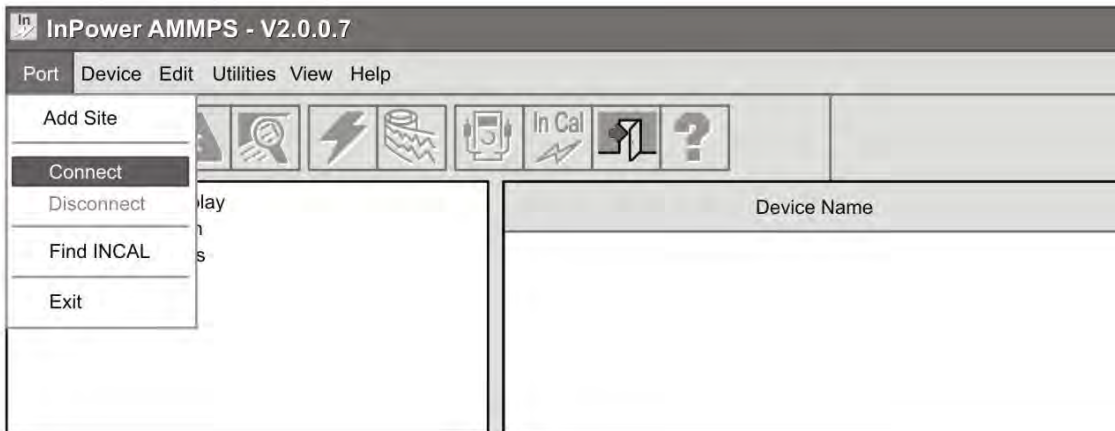 In
InPower AMMPS - V2.0.0.7
Port Device Edit Utilities View Help
Add Site
In Cal
?
Connect
Disconnect
lay
Device Name
n
s
Find INCAL
Exit